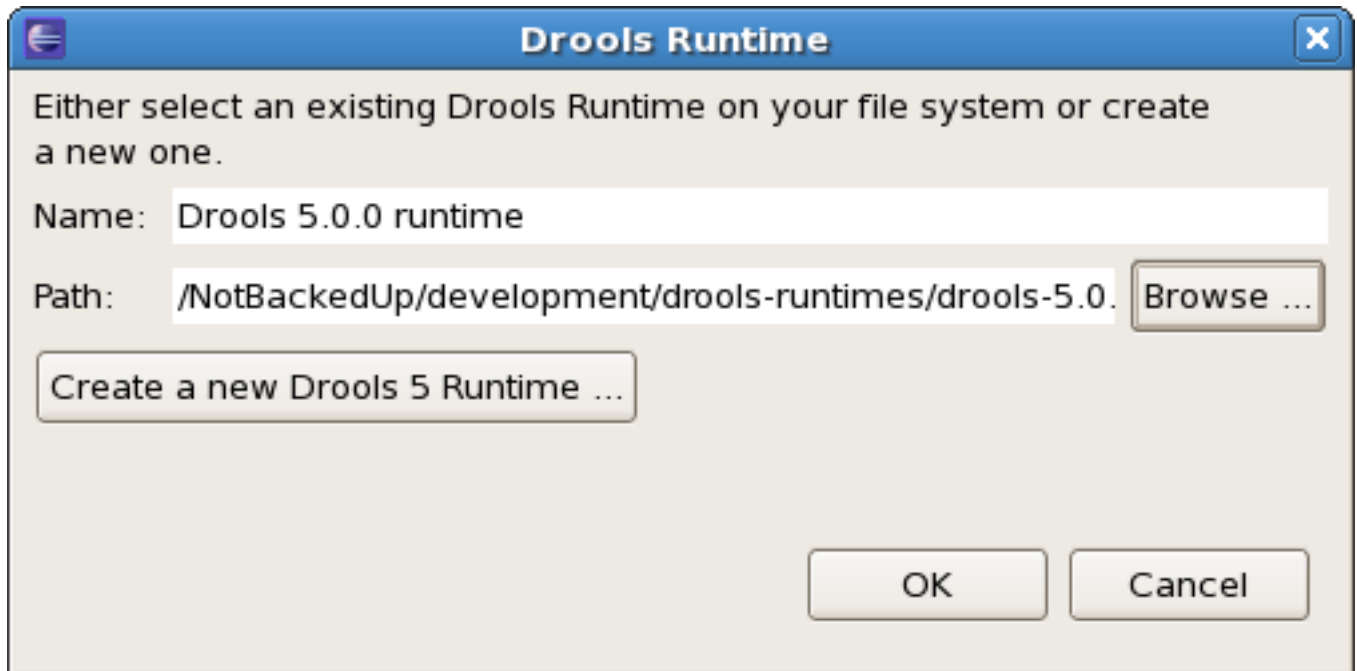 Drools Runtime
Either select an existing Drools Runtime on your file system or create
a new one.
Name: Drools 5.0.0 runtime
Path: /NotBackedUp/development/drools-runtimes/drools-5.0. Browse ...
Create a new Drools 5 Runtime ...
OK Cancel